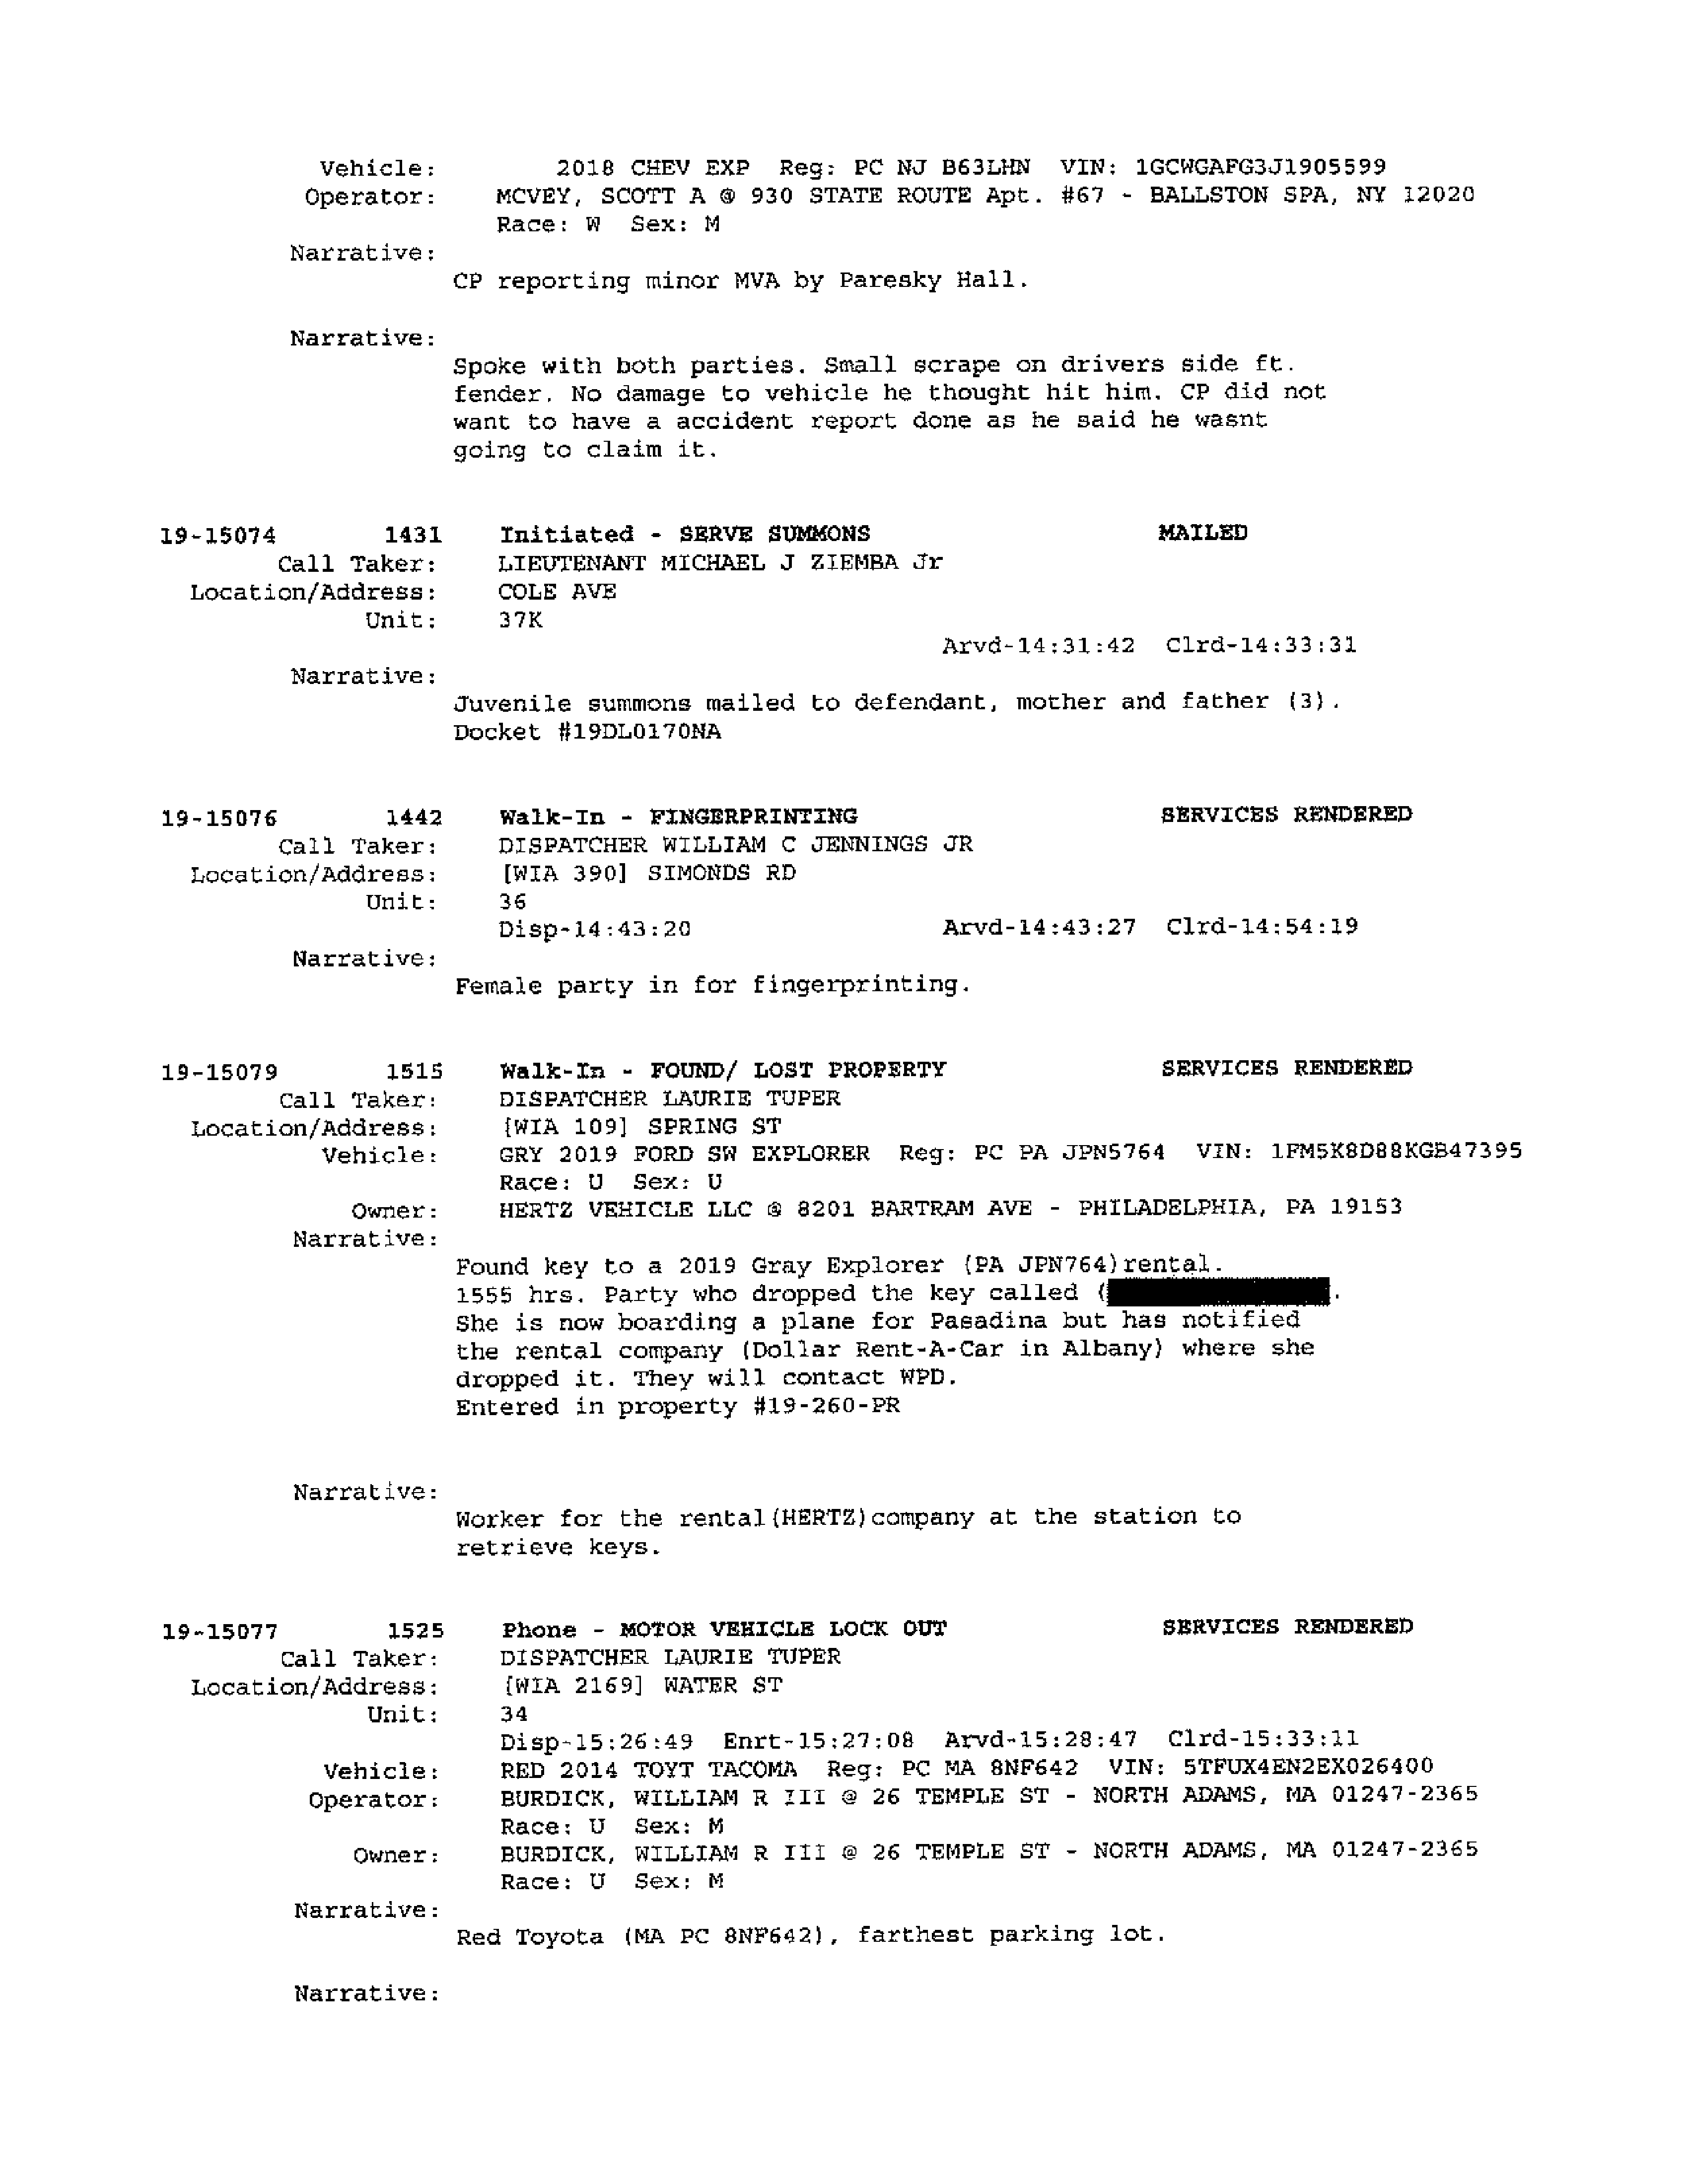 Vehicle: 2018 CHEV EXP Reg: PC NJ B63LHN VIN: 1GCWGAFG3J1905599
Operator: MCVEY, SCOTT A @ 930 STATE ROUTE Apt. #67 - BALLSTON SPA, NY 12020
Race: W Sex: M
Narrative:
CP reporting minor MVA by Paresky Hall.
Narrative:
Spoke with both parties. Small scrape on drivers side ft.
fender. No damage to vehicle he thought hit him. CP did not
want to have a accident report done as he said he wasnt
going to claim it.
19-15074 1431 Initiated - SERVE SUMMONS MAILED
Call Taker: LIEUTENANT MICHAEL J ZIEMBA Jr
Location/Address: COLE AVE
Unit: 37K
Arvd-14:31:42 Clrd-14:33:31
Narrative:
Juvenile summons mailed to defendant, mother and father (3).
Docket #19DL0170NA
19-15076 1442 Walk-In - FINGERPRINTING SERVICES RENDERED
Call Taker: DISPATCHER WILLIAM C JENNINGS JR
Location/Address: [WIA 390] SIMONDS RD
Unit: 36
Disp-14:43:20 Arvd-14:43:27 Clrd-14:54:19
Narrative:
Female party in for fingerprinting.
19-15079 1515 Walk-In - FOUND/ LOST PROPERTY SERVICES RENDERED
Call Taker: DISPATCHER LAURIE TUPER
Location/Address: [WIA 109] SPRING ST
Vehicle: GRY 2019 FORD SW EXPLORER Reg: PC PA JPN5764 VIN: 1FM5K8D88KGB47395
Race: U Sex: U
Owner: HERTZ VEHICLE LLC @ 8201 BARTRAM AVE - PHILADELPHIA, PA 19153
Narrative:
Found key to a 2019 Gray Explorer (PA JPN764)rental.
1555 hrs. Party who dropped the key called ( .
She is now boarding a plane for Pasadina but has notified
the rental company (Dollar Rent-A-Car in Albany) where she
dropped it. They will contact WPD.
Entered in property #19-260-PR
Narrative:
Worker for the rental(HERTZ)company at the station to
retrieve keys.
19-15077 1525 Phone - MOTOR VEHICLE LOCK OUT SERVICES RENDERED
Call Taker: DISPATCHER LAURIE TUPER
Location/Address: [WIA 2169] WATER ST
Unit: 34
Disp-15:26:49 Enrt-15:27:08 Arvd-15:28:47 Clrd-15:33:11
Vehicle: RED 2014 TOYT TACOMA Reg: PC MA 8NF642 VIN: 5TFUX4EN2EX026400
Operator: BURDICK, WILLIAM R III @ 26 TEMPLE ST - NORTH ADAMS, MA 01247-2365
Race: U Sex: M
Owner: BURDICK, WILLIAM R III @ 26 TEMPLE ST - NORTH ADAMS, MA 01247-2365
Race: U Sex: M
Narrative:
Red Toyota (MA PC 8NF642), farthest parking lot.
Narrative: